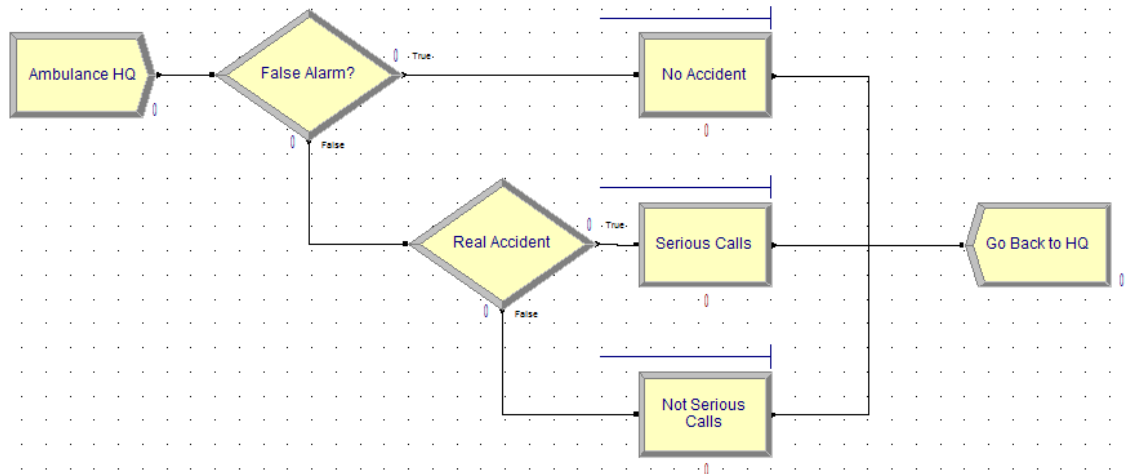 Ambulance HQ
False Alarm?
0
True
No Accident
0
0
0
False
Real Accident
0
True
Serious Calls
0
Go Back to HQ
0
0
False
Not Serious
Calls
0